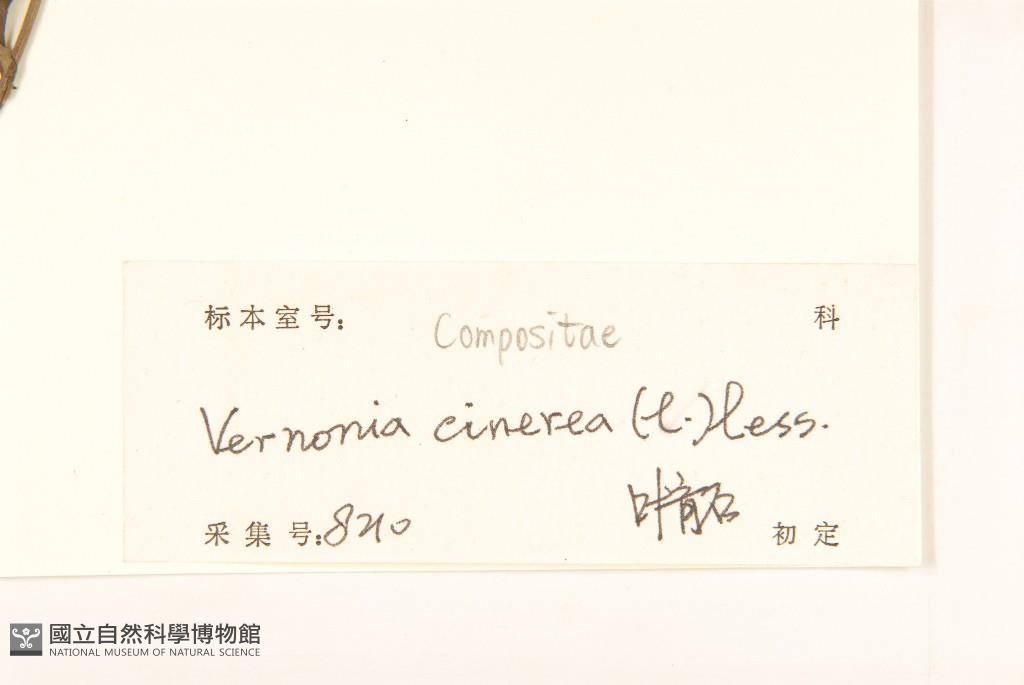 标本室号: Compositae 科
Vernonia cinerea (L.) Less.
叶育石
采集号: 8210 初定
國立自然科學博物館
NATIONAL MUSEUM OF NATURAL SCIENCE